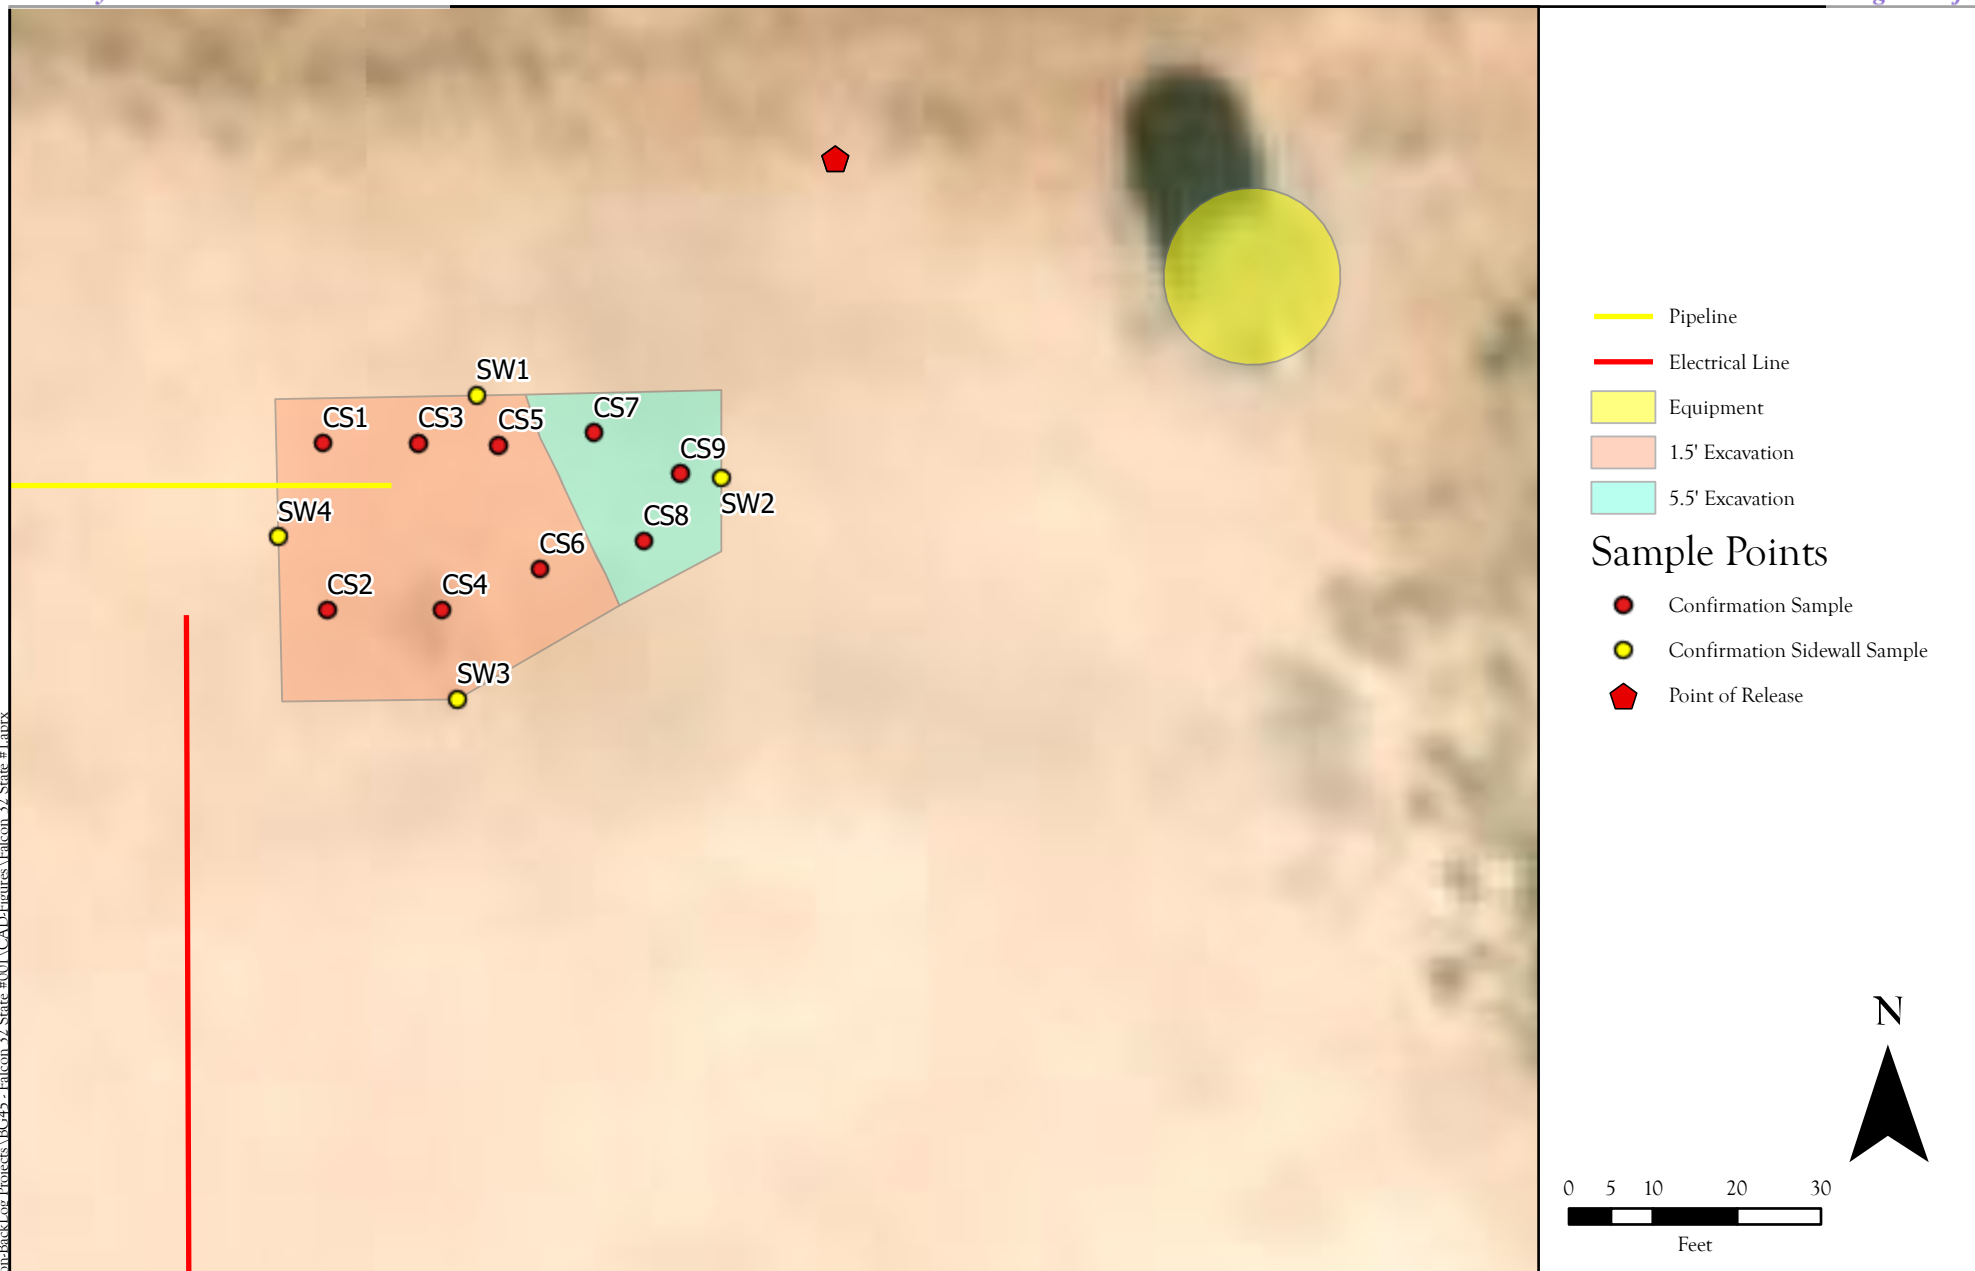 SW1
CS1
CS3
CS5
CS7
CS9
SW4
SW2
CS8
CS6
CS2
CS4
SW3
Pipeline
Electrical Line
Equipment
1.5' Excavation
5.5' Excavation
Sample Points
Confirmation Sample
Confirmation Sidewall Sample
Point of Release
N
0 5 10 20 30
Feet